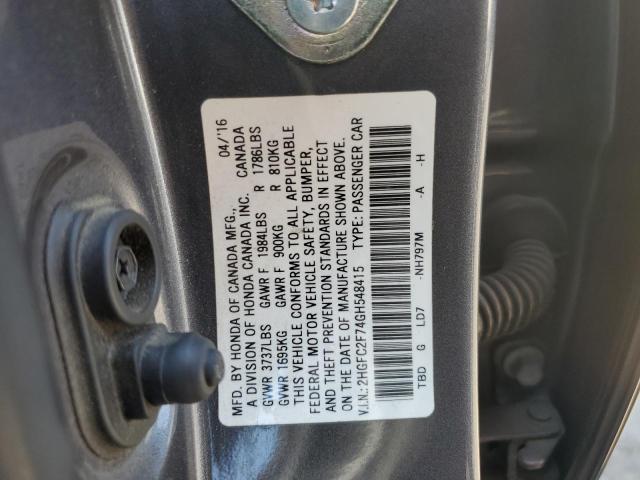 MFD. BY HONDA OF CANADA MFG., 04/'16
A DIVISION OF HONDA CANADA INC. CANADA
GVWR 3737LBS GAWR F 1984LBS R 1786LBS
GVWR 1695KG GAWR F 900KG R 810KG
THIS VEHICLE CONFORMS TO ALL APPLICABLE
FEDERAL MOTOR VEHICLE SAFETY, BUMPER,
AND THEFT PREVENTION STANDARDS IN EFFECT
ON THE DATE OF MANUFACTURE SHOWN ABOVE.
V.I.N.: 2HGFC2F74GH548415 TYPE: PASSENGER CAR
TBD G LD7 -NH797M -A -H